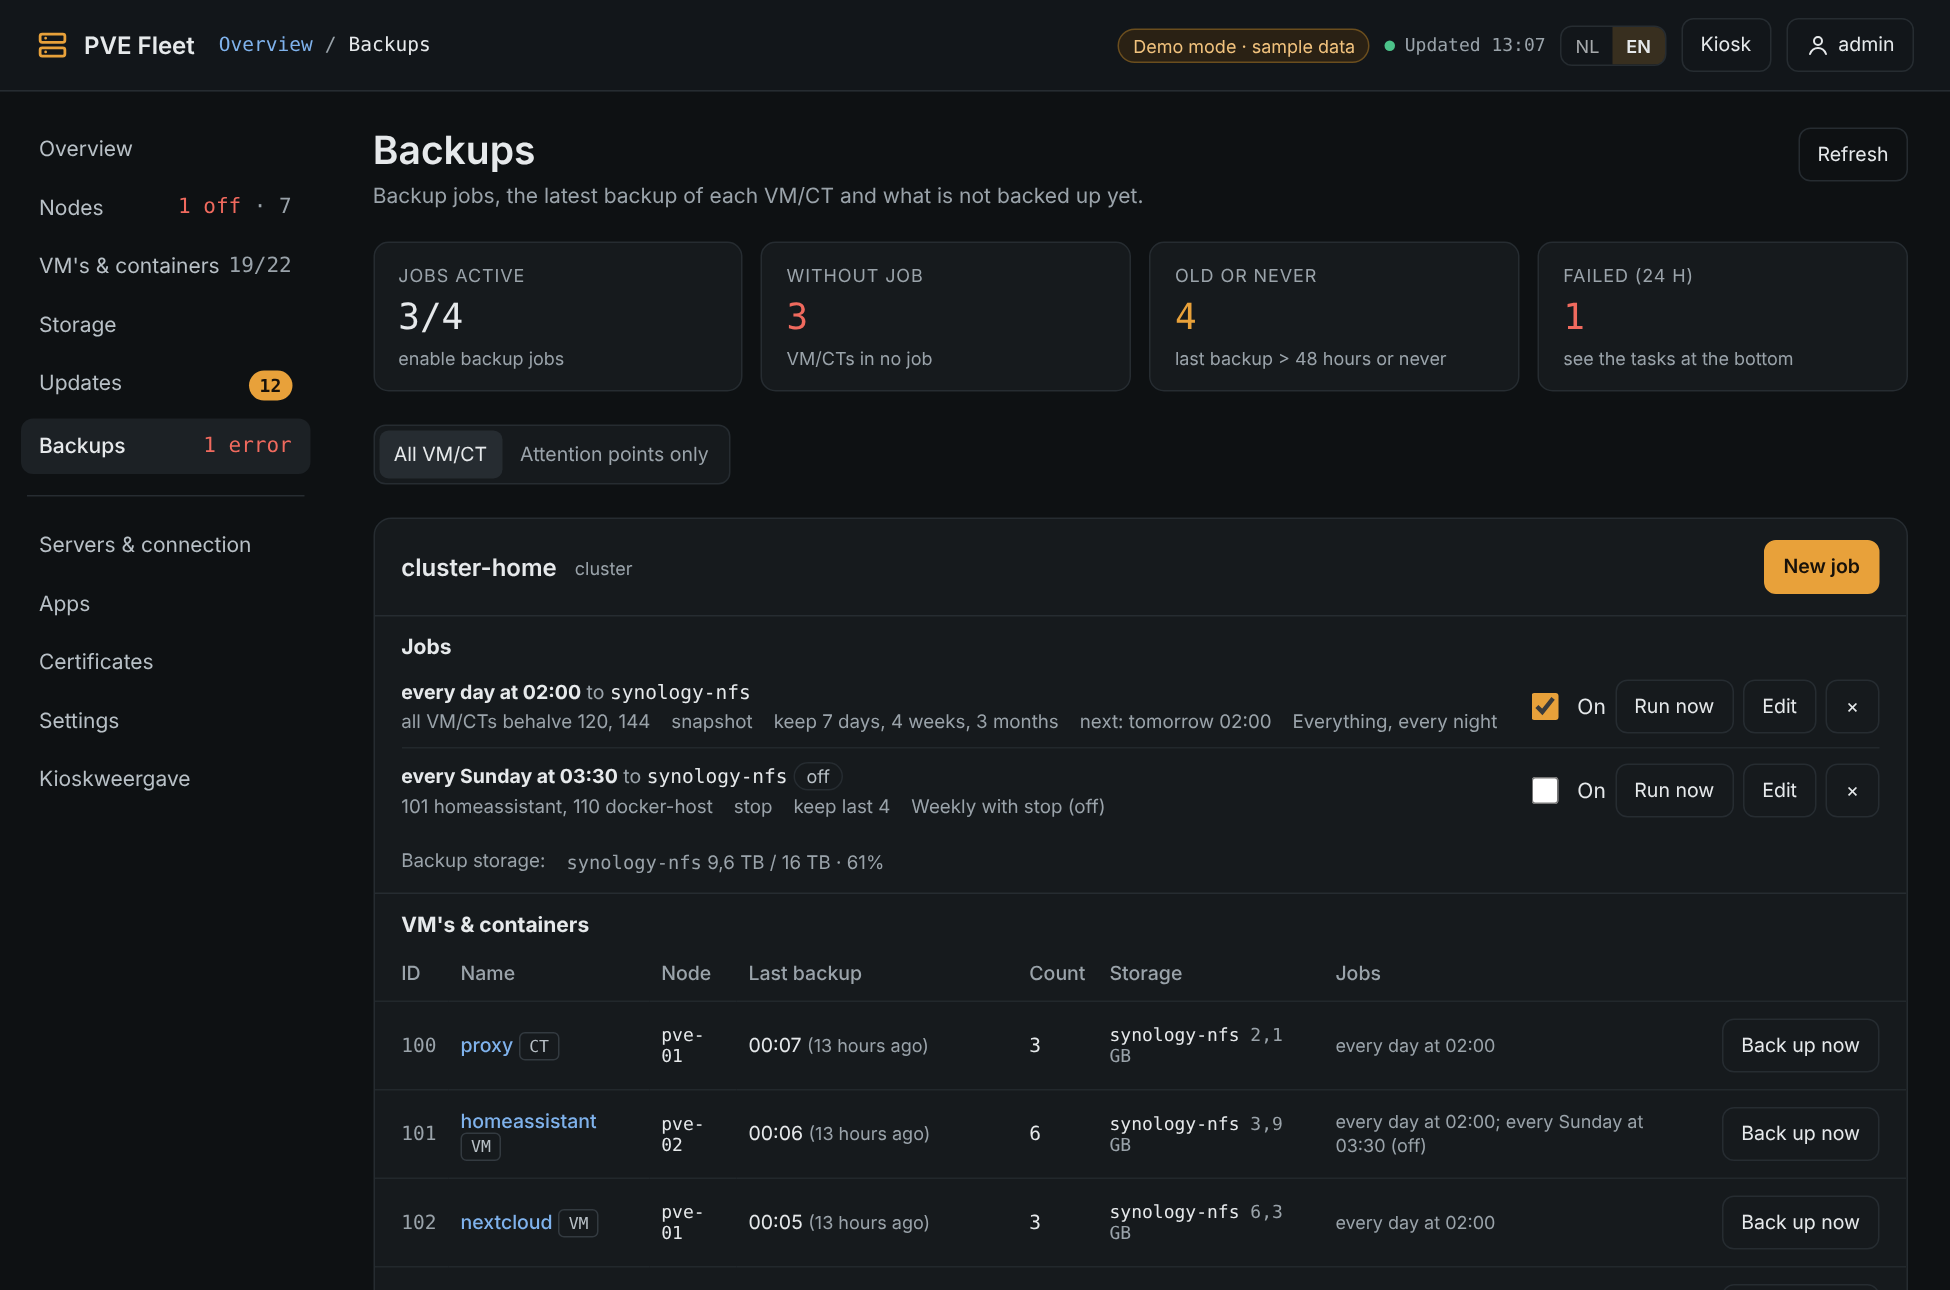 PVE Fleet Overview / Backups
Demo mode · sample data Updated 13:07 NL EN Kiosk admin
Overview
Nodes 1 off · 7
VM's & containers 19/22
Storage
Updates 12
Backups 1 error
Servers & connection
Apps
Certificates
Settings
Kioskweergave
Backups
Refresh
Backup jobs, the latest backup of each VM/CT and what is not backed up yet.
JOBS ACTIVE
3/4
enable backup jobs
WITHOUT JOB
3
VM/CTs in no job
OLD OR NEVER
4
last backup > 48 hours or never
FAILED (24 H)
1
see the tasks at the bottom
All VM/CT Attention points only
cluster-home cluster New job
Jobs
every day at 02:00 to synology-nfs
all VM/CTs behalve 120, 144 snapshot keep 7 days, 4 weeks, 3 months next: tomorrow 02:00 Everything, every night
On Run now Edit ×
every Sunday at 03:30 to synology-nfs off
101 homeassistant, 110 docker-host stop keep last 4 Weekly with stop (off)
On Run now Edit ×
Backup storage: synology-nfs 9,6 TB / 16 TB · 61%
VM's & containers
ID Name Node Last backup Count Storage Jobs
100 proxy CT pve-01 00:07 (13 hours ago) 3 synology-nfs 2,1 GB every day at 02:00 Back up now
101 homeassistant VM pve-02 00:06 (13 hours ago) 6 synology-nfs 3,9 GB every day at 02:00; every Sunday at 03:30 (off) Back up now
102 nextcloud VM pve-01 00:05 (13 hours ago) 3 synology-nfs 6,3 GB every day at 02:00 Back up now